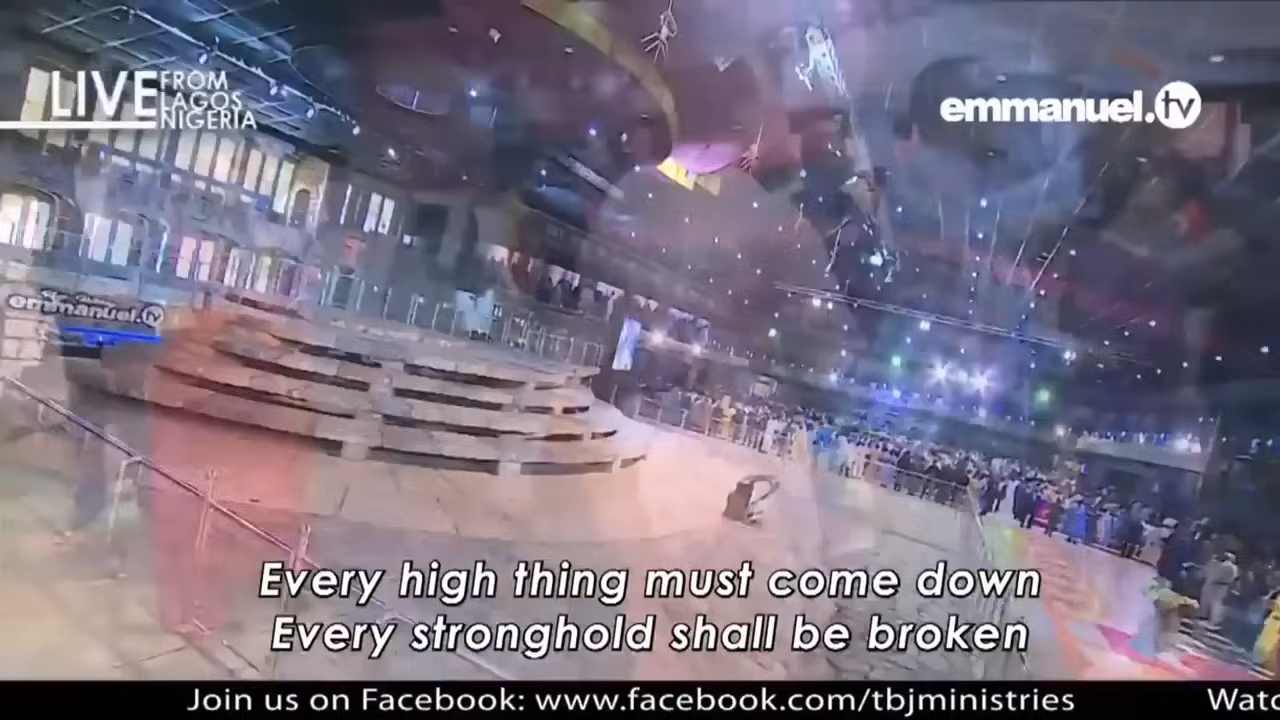 LIVE FROM LAGOS NIGERIA
emmanuel.tv
emmanuel.tv
Every high thing must come down
Every stronghold shall be broken
Join us on Facebook: www.facebook.com/tbjministries
Watc